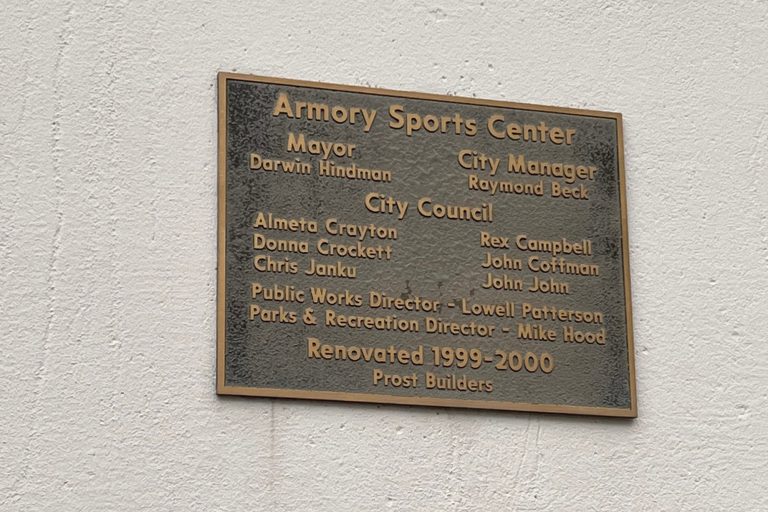 Armory Sports Center
Mayor
Darwin Hindman
City Manager
Raymond Beck
City Council
Almeta Crayton
Donna Crockett
Chris Janku
Rex Campbell
John Coffman
John John
Public Works Director - Lowell Patterson
Parks & Recreation Director - Mike Hood
Renovated 1999-2000
Prost Builders